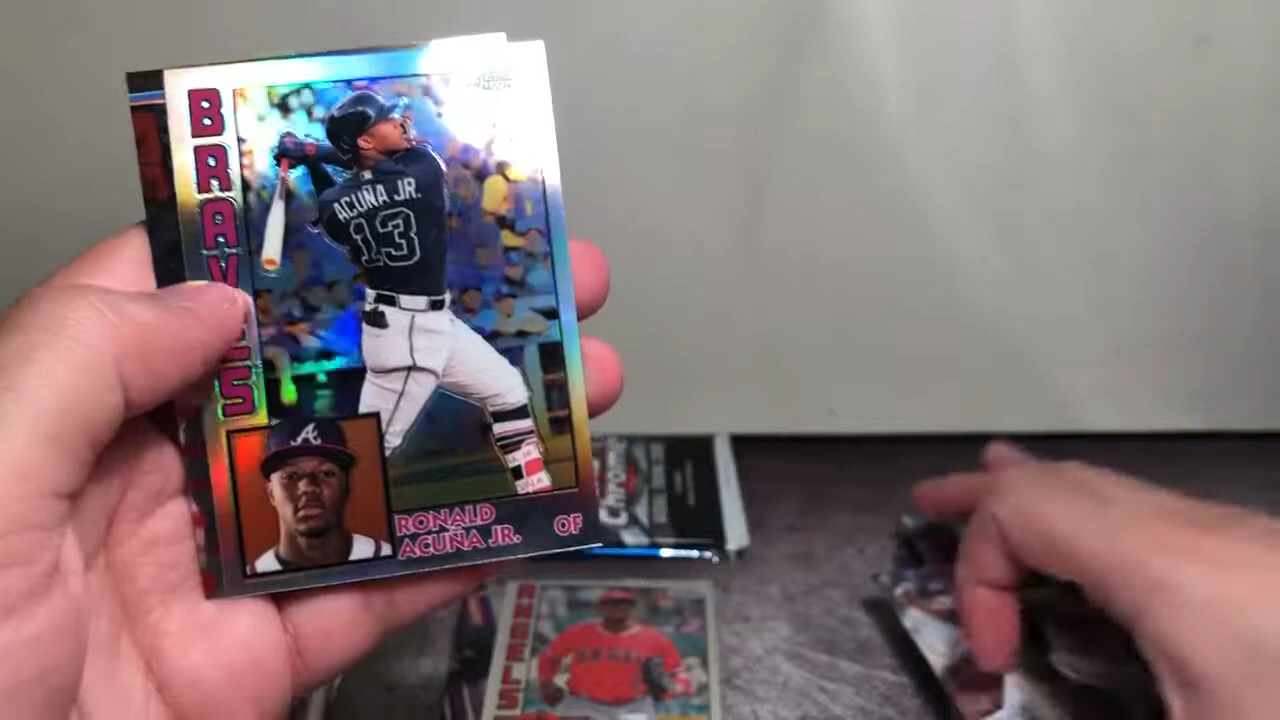 BRAVES
ACUÑA JR.
13
A
RONALD
ACUÑA JR. OF
Chrome
ANGELS